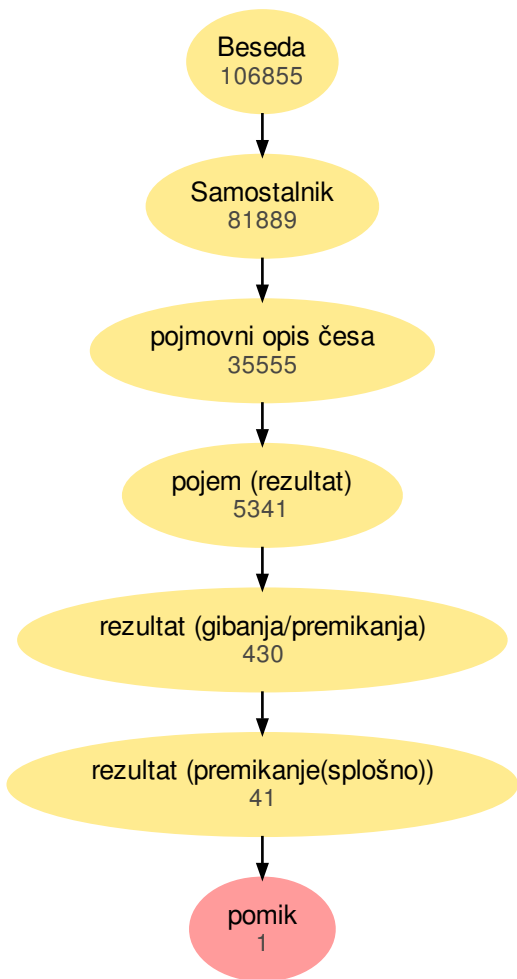 Beseda
106855
Samostalnik
81889
pojmovni opis česa
35555
pojem (rezultat)
5341
rezultat (gibanja/premikanja)
430
rezultat (premikanje(splošno))
41
pomik
1